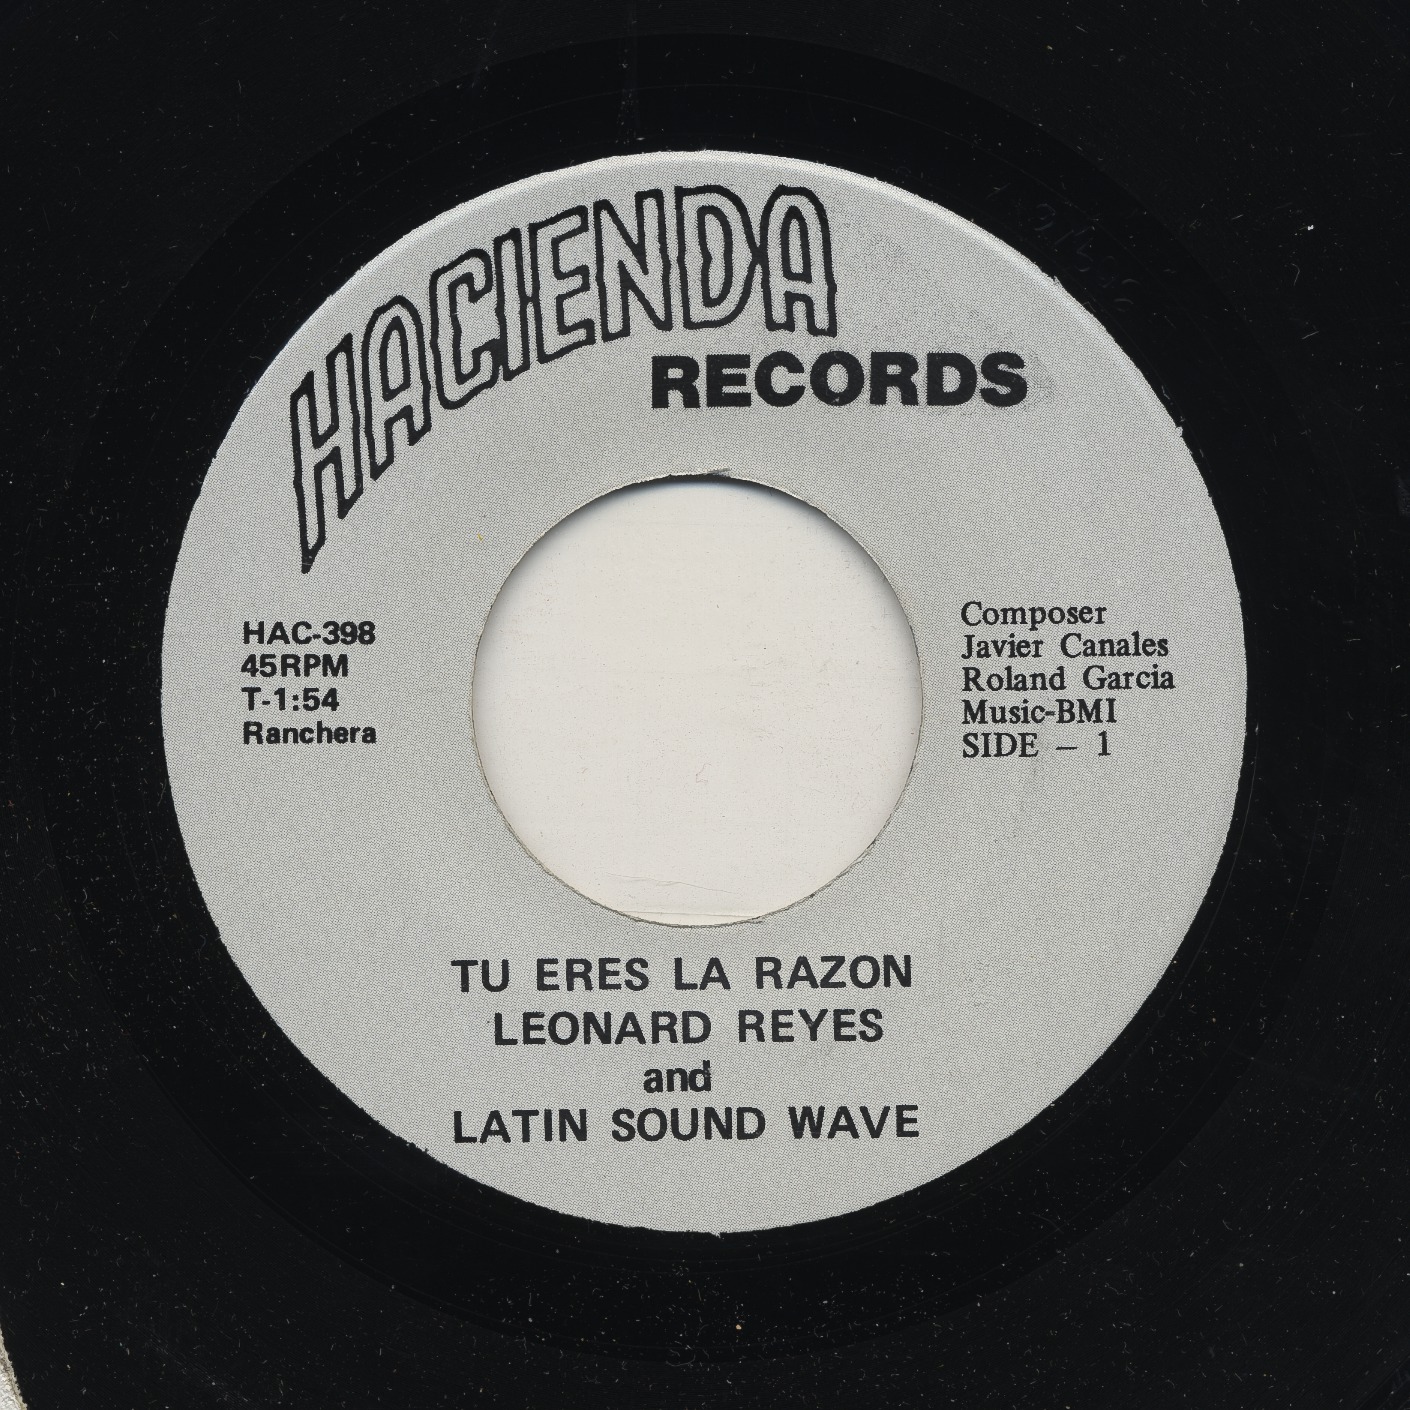 HACIENDA
RECORDS
HAC-398
45RPM
T-1:54
Ranchera
Composer
Javier Canales
Roland Garcia
Music-BMI
SIDE – 1
TU ERES LA RAZON
LEONARD REYES
and
LATIN SOUND WAVE